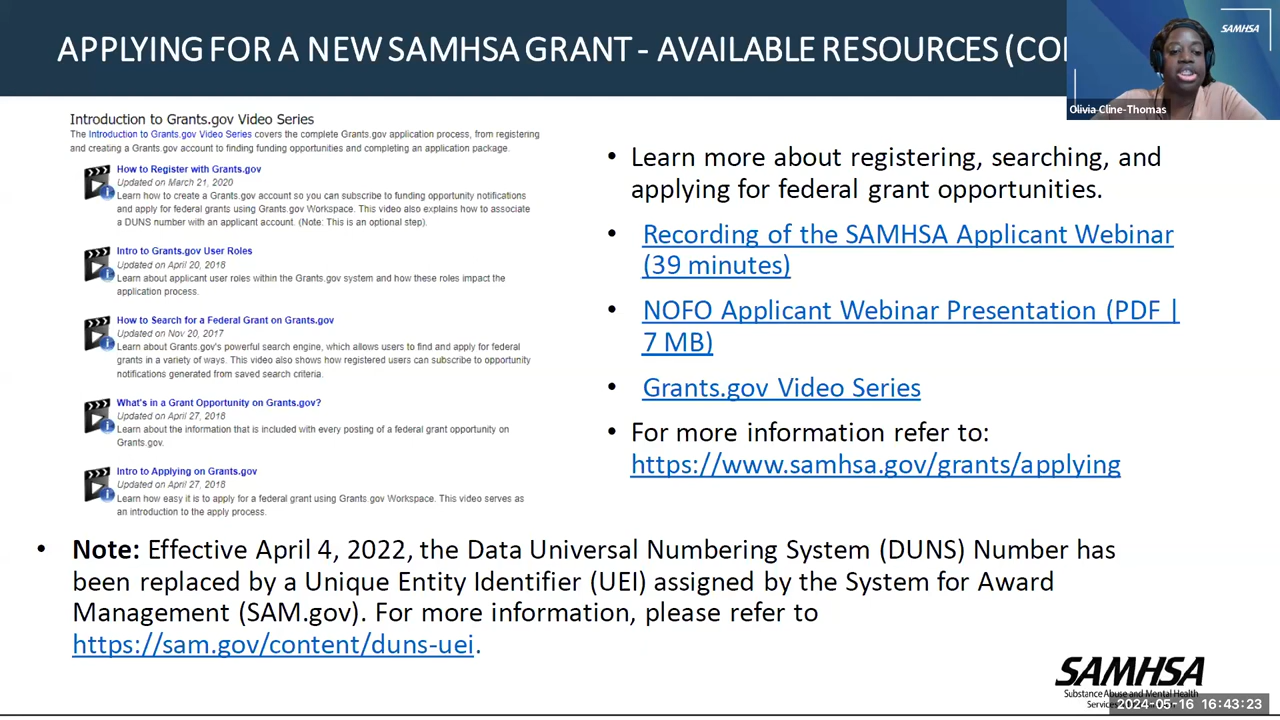 APPLYING FOR A NEW SAMHSA GRANT - AVAILABLE RESOURCES
SAMHSA
Olivia Cline-Thomas
Introduction to Grants.gov Video Series
The Introduction to Grants.gov Video Series covers the complete Grants.gov application process, from registering
and creating a Grants.gov account to finding funding opportunities and completing an application package.
How to Register with Grants.gov
Updated on March 21, 2020
Learn how to create a Grants.gov account so you can subscribe to funding opportunity notifications
and apply for federal grants using Grants.gov Workspace. This video also explains how to associate
a DUNS number with an applicant account. (Note: This is an optional step).
Intro to Grants.gov User Roles
Updated on April 20, 2018
Learn about applicant user roles within the Grants.gov system and how these roles impact the
application process.
How to Search for a Federal Grant on Grants.gov
Updated on Nov 20, 2017
Learn about Grants.gov's powerful search engine, which allows users to find and apply for federal
grants in a variety of ways. This video also shows how registered users can subscribe to opportunity
notifications generated from saved search criteria.
What's in a Grant Opportunity on Grants.gov?
Updated on April 27, 2018
Learn about the information that is included with every posting of a federal grant opportunity on
Grants.gov.
Intro to Applying on Grants.gov
Updated on April 27, 2018
Learn how easy it is to apply for a federal grant using Grants.gov Workspace. This video serves as
an introduction to the apply process.
• Learn more about registering, searching, and
applying for federal grant opportunities.
• Recording of the SAMHSA Applicant Webinar
(39 minutes)
• NOFO Applicant Webinar Presentation (PDF |
7 MB)
• Grants.gov Video Series
• For more information refer to:
https://www.samhsa.gov/grants/applying
• Note: Effective April 4, 2022, the Data Universal Numbering System (DUNS) Number has
been replaced by a Unique Entity Identifier (UEI) assigned by the System for Award
Management (SAM.gov). For more information, please refer to
https://sam.gov/content/duns-uei.
SAMHSA
Substance Abuse and Mental Health
2024-05-16 16:43:23